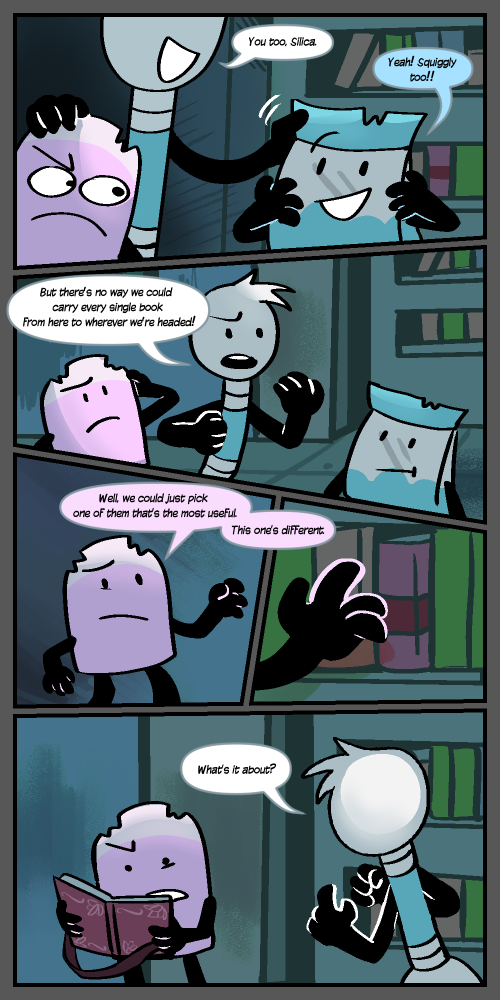 You too, Silica.
Yeah! Squiggly
too!!
But there's no way we could
carry every single book
from here to wherever we're headed!
Well, we could just pick
one of them that's the most useful.
This one's different.
What's it about?